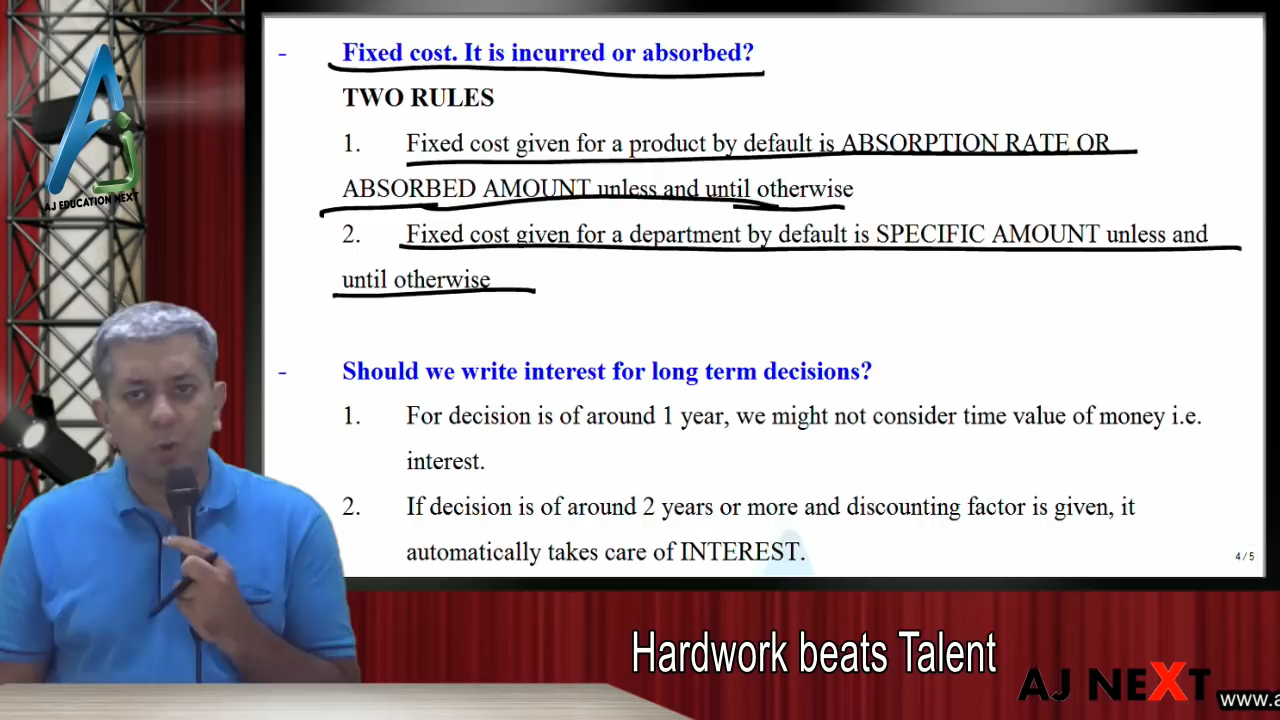 - Fixed cost. It is incurred or absorbed?
TWO RULES
1. Fixed cost given for a product by default is ABSORPTION RATE OR
ABSORBED AMOUNT unless and until otherwise
2. Fixed cost given for a department by default is SPECIFIC AMOUNT unless and
until otherwise
- Should we write interest for long term decisions?
1. For decision is of around 1 year, we might not consider time value of money i.e.
interest.
2. If decision is of around 2 years or more and discounting factor is given, it
automatically takes care of INTEREST.
4/5
AJ EDUCATION NEXT
Hardwork beats Talent
AJ NEXT
www.a